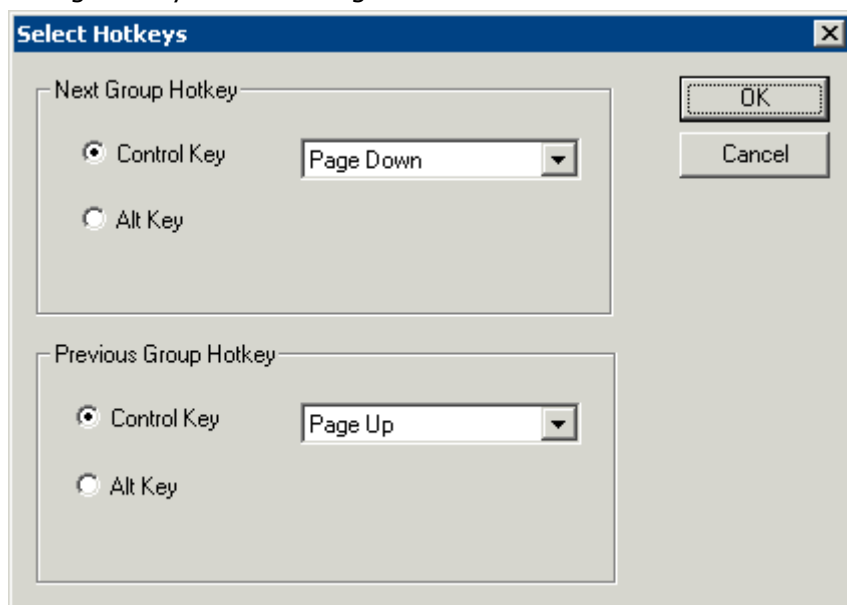 Select Hotkeys
Next Group Hotkey
OK
Control Key
Page Down
Cancel
Alt Key
Previous Group Hotkey
Control Key
Page Up
Alt Key